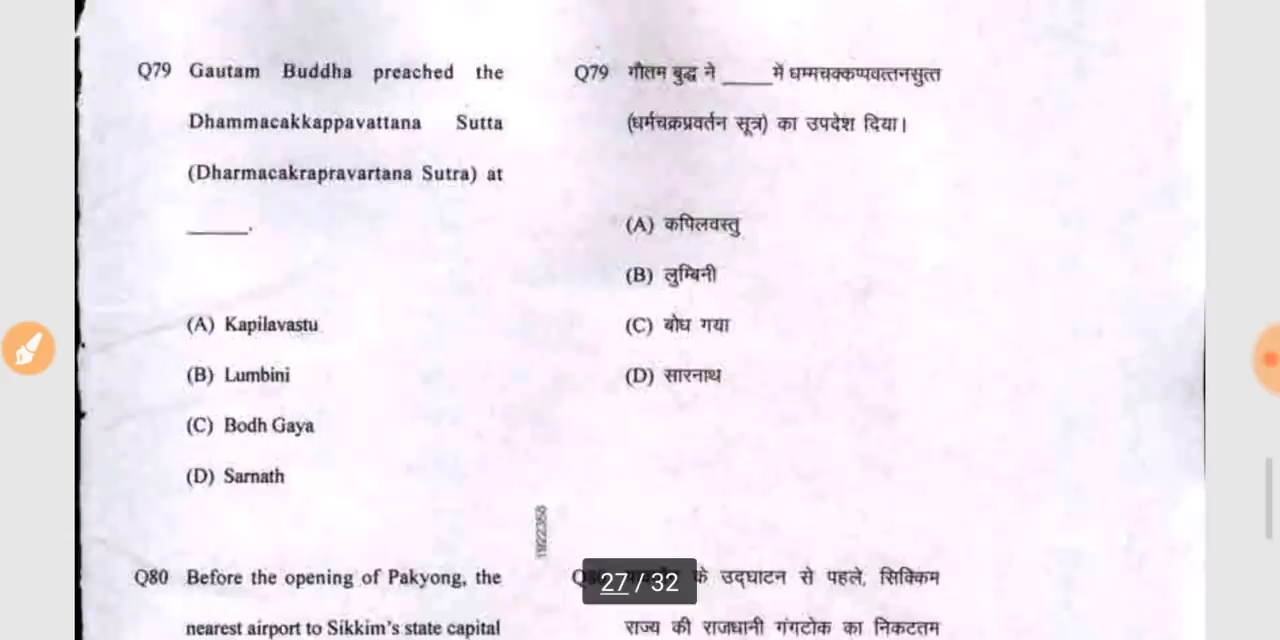 Q79 Gautam Buddha preached the
Dhammacakkappavattana Sutta
(Dharmacakrapravartana Sutra) at
_____.
(A) Kapilavastu
(B) Lumbini
(C) Bodh Gaya
(D) Sarnath
Q79 गौतम बुद्ध ने _____में धम्मचक्कप्पवत्तनसुत्त
(धर्मचक्रप्रवर्तन सूत्र) का उपदेश दिया।
(A) कपिलवस्तु
(B) लुम्बिनी
(C) बोध गया
(D) सारनाथ
1922358
Q80 Before the opening of Pakyong, the
nearest airport to Sikkim's state capital
के उद्घाटन से पहले, सिक्किम
राज्य की राजधानी गंगटोक का निकटतम
27 / 32